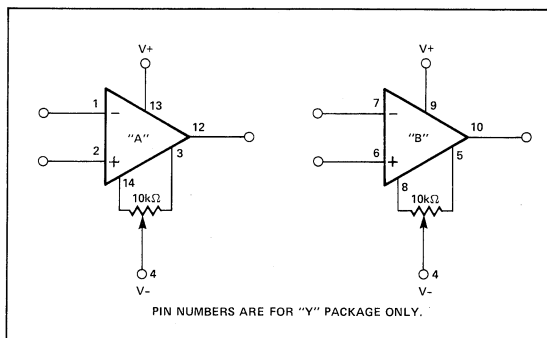 V+
V+
1
13
7
9
−
−
12
10
"A"
"B"
2
+
3
6
+
5
14
8
10kΩ
10kΩ
4
4
V−
V−
PIN NUMBERS ARE FOR "Y" PACKAGE ONLY.